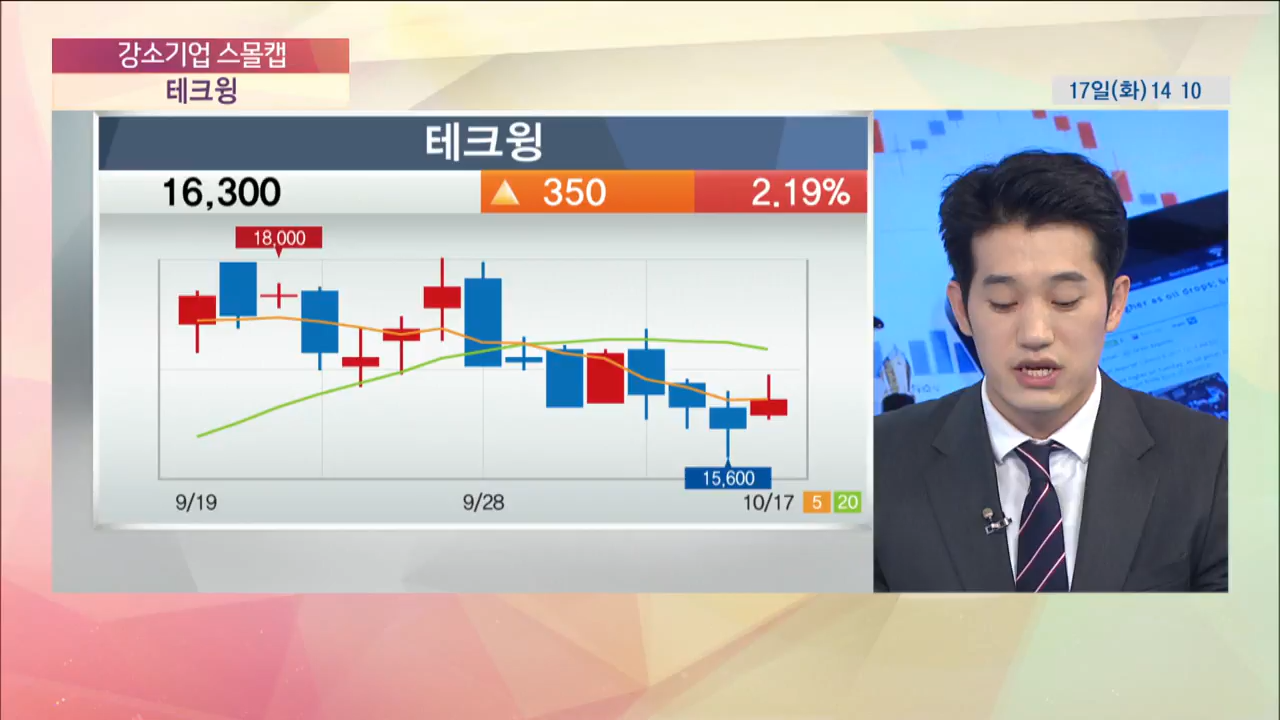 강소기업 스몰캡
테크윙
17일(화) 14 10
테크윙
16,300 350 2.19%
18,000
15,600
9/19 9/28 10/17 5 20